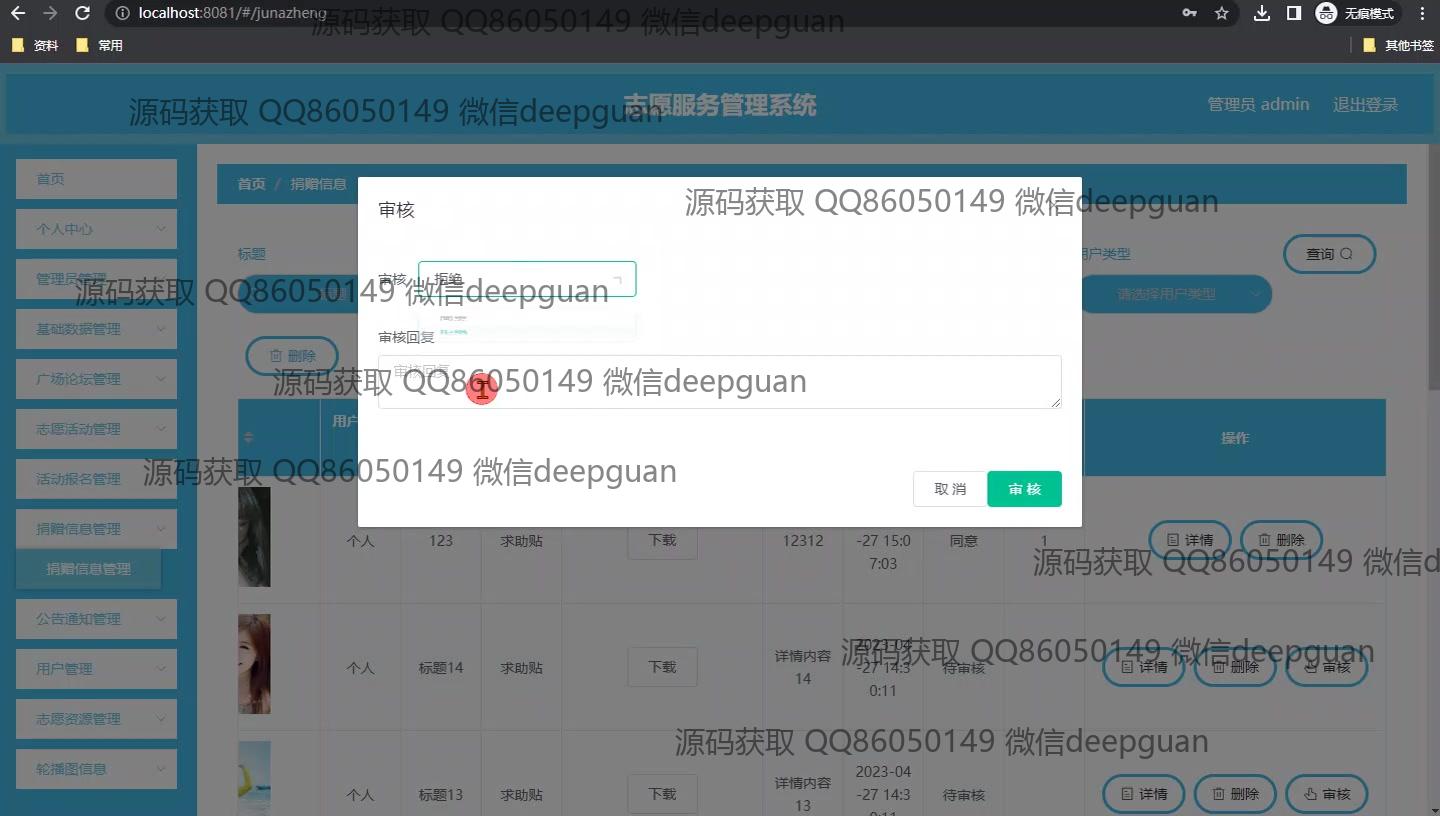 localhost:8081/#/junazheng
无痕模式
资料
常用
其他书签
源码获取 QQ86050149 微信deepguan
源码获取 QQ86050149 微信deepguan
志愿服务管理系统
管理员 admin
退出登录
首页
个人中心
管理员管理
基础数据管理
广场论坛管理
志愿活动管理
活动报名管理
捐赠信息管理
捐赠信息管理
公告通知管理
用户管理
志愿资源管理
轮播图信息
首页 / 捐赠信息
源码获取 QQ86050149 微信deepguan
标题
用户类型
请选择用户类型
查询
删除
审核
审核
拒绝
源码获取 QQ86050149 微信deepguan
审核回复
审核回复
源码获取 QQ86050149 微信deepguan
源码获取 QQ86050149 微信deepguan
取 消
审 核
用户
操作
个人 123 求助贴 下载 12312 -27 15:0 同意 1 详情 删除
7:03
源码获取 QQ86050149 微信d
源码获取 QQ86050149 微信deepguan
2023-04
个人 标题14 求助贴 下载 详情内容 -27 14:3 待审核 详情 删除 审核
14
0:11
源码获取 QQ86050149 微信deepguan
2023-04
个人 标题13 求助贴 下载 详情内容 -27 14:3 待审核 详情 删除 审核
13
0:11